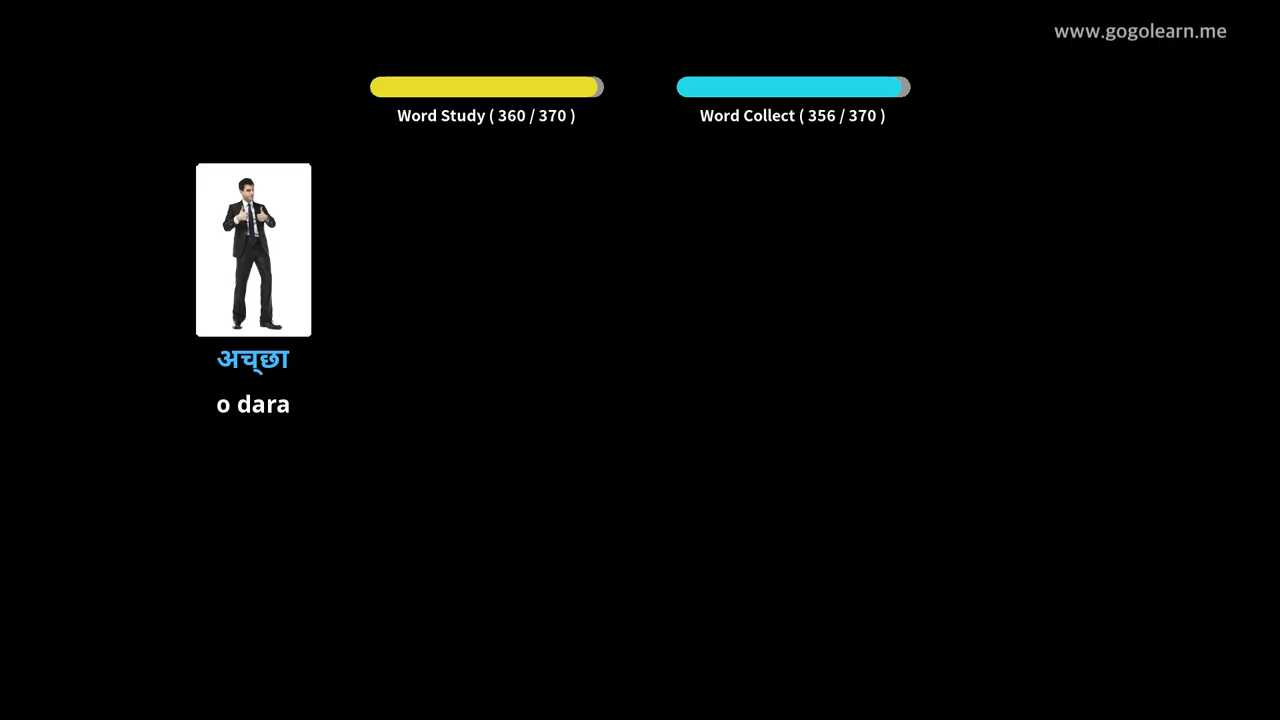 www.gogolearn.me
Word Study ( 360 / 370 )
Word Collect ( 356 / 370 )
अच्‌छा
o dara